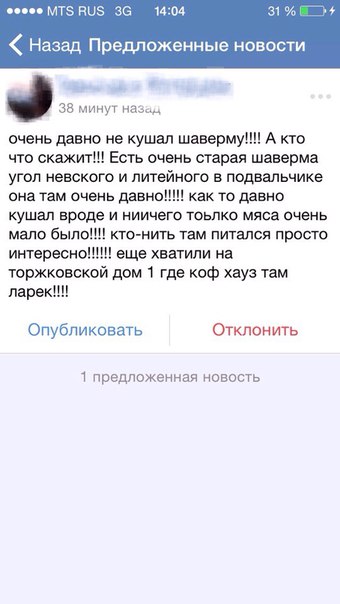 MTS RUS 3G 14:04 31 %
Назад Предложенные новости
38 минут назад
очень давно не кушал шаверму!!!! А кто
что скажит!!! Есть очень старая шаверма
угол невского и литейного в подвальчике
она там очень давно!!!!! как то давно
кушал вроде и ниичего тоьлко мяса очень
мало было!!!! кто-нить там питался просто
интересно!!!!!! еще хватили на
торжковской дом 1 где коф хауз там
ларек!!!!
Опубликовать Отклонить
1 предложенная новость